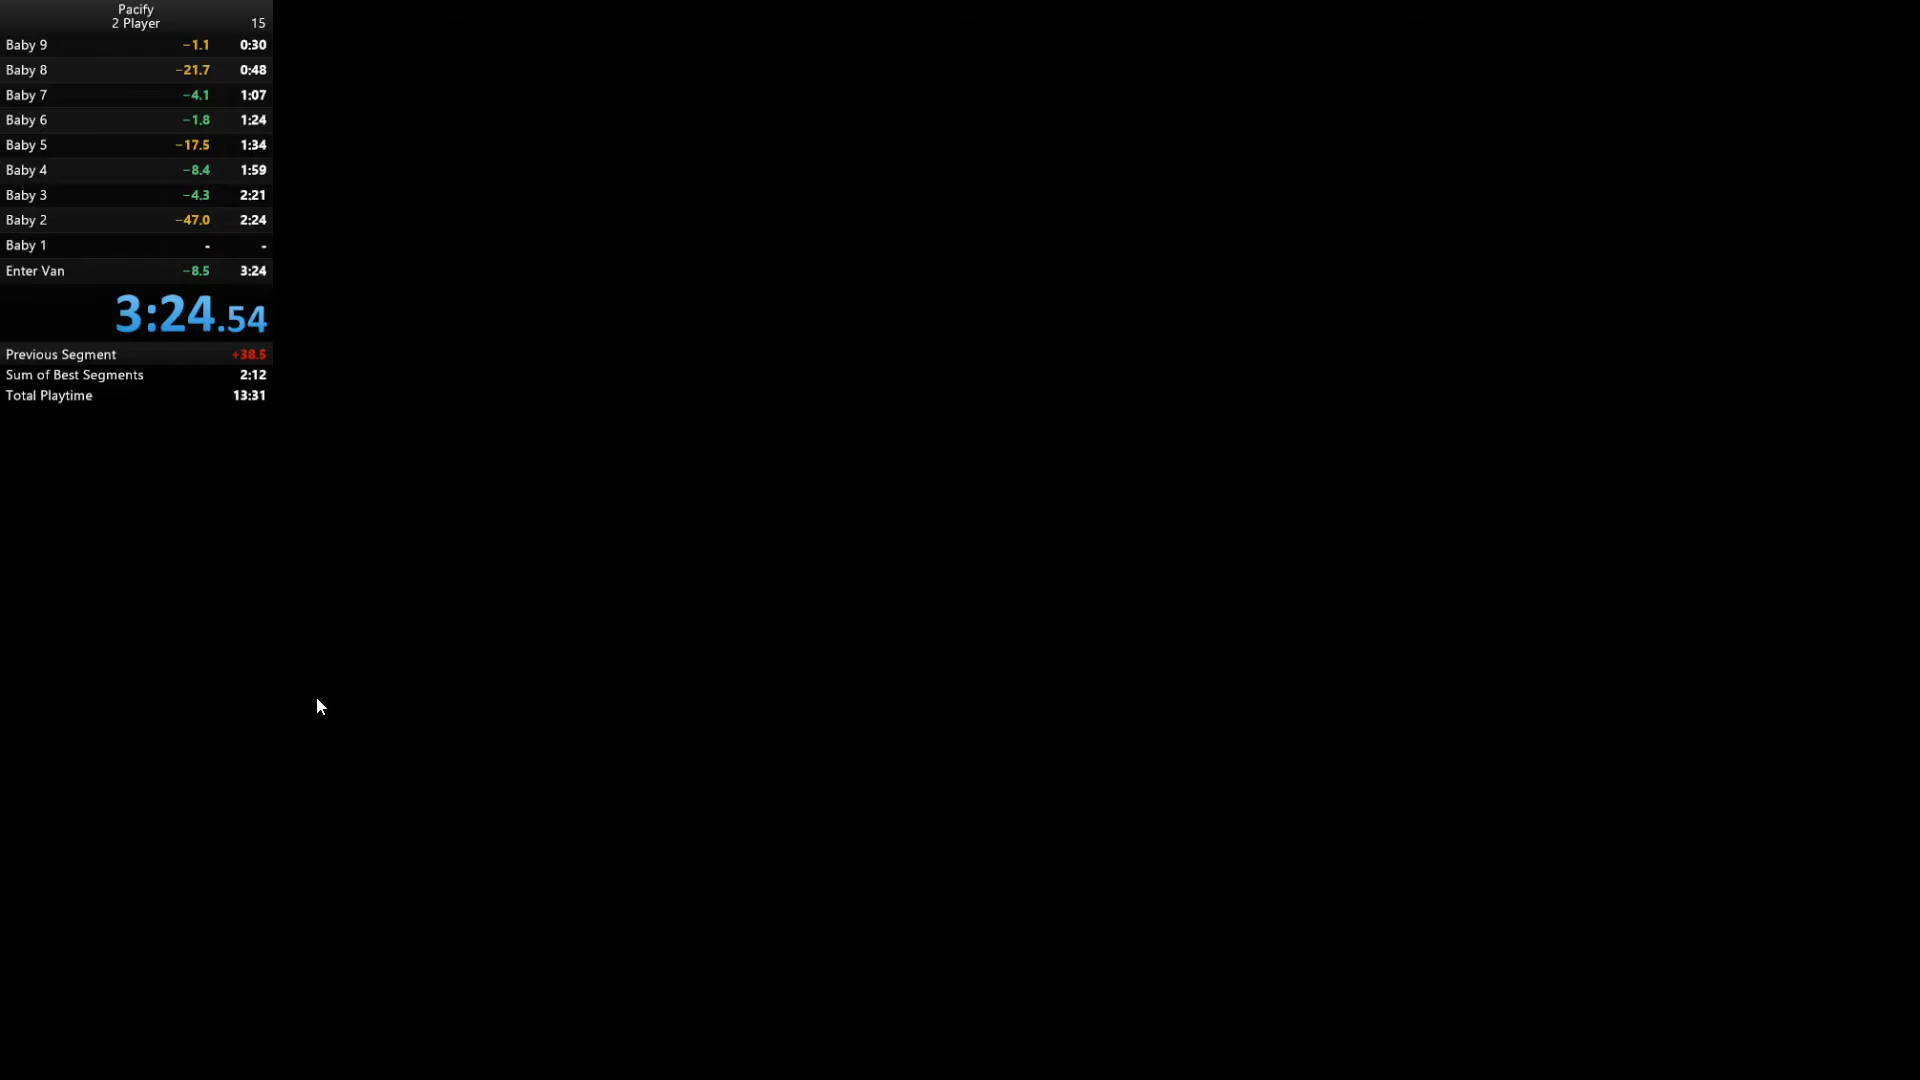 Pacify
2 Player 15
Baby 9 −1.1 0:30
Baby 8 −21.7 0:48
Baby 7 −4.1 1:07
Baby 6 −1.8 1:24
Baby 5 −17.5 1:34
Baby 4 −8.4 1:59
Baby 3 −4.3 2:21
Baby 2 −47.0 2:24
Baby 1 - -
Enter Van −8.5 3:24
3:24.54
Previous Segment +38.5
Sum of Best Segments 2:12
Total Playtime 13:31